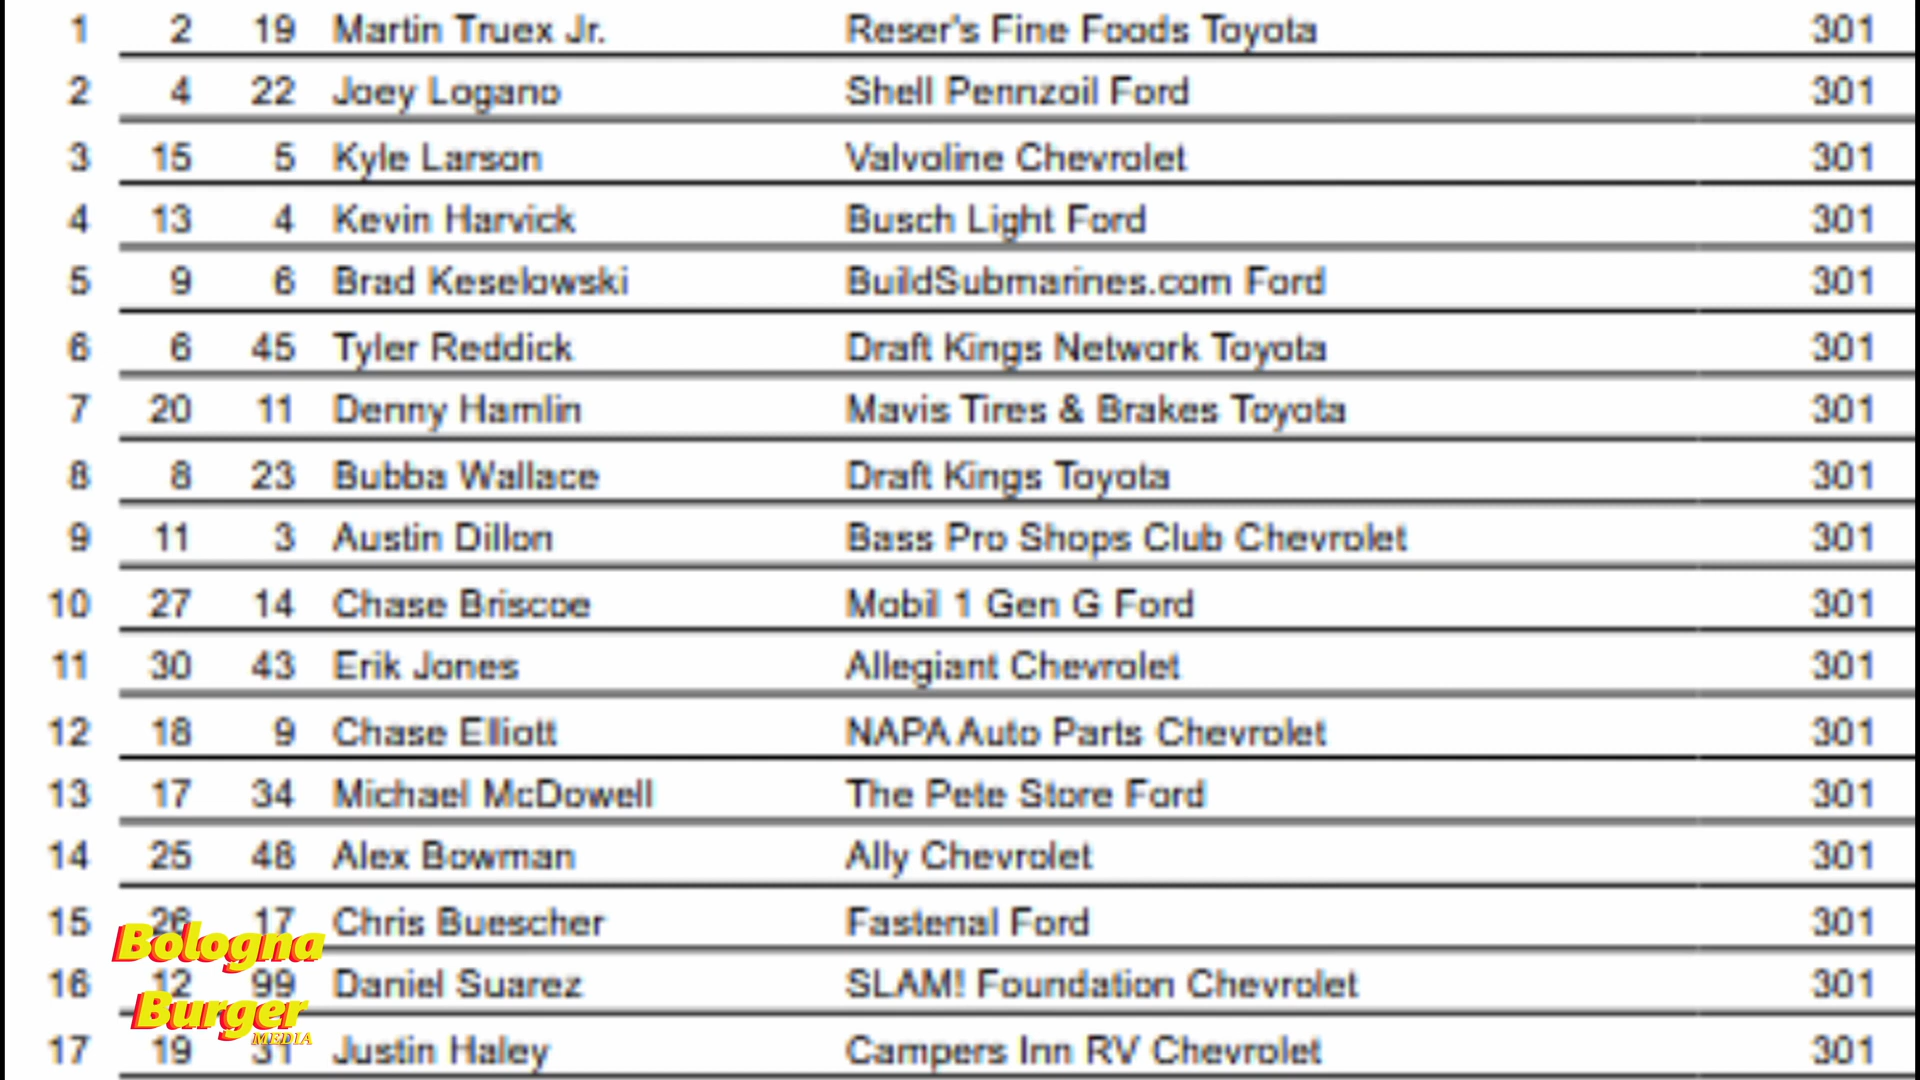 1 2 19 Martin Truex Jr. Reser's Fine Foods Toyota 301
2 4 22 Joey Logano Shell Pennzoil Ford 301
3 15 5 Kyle Larson Valvoline Chevrolet 301
4 13 4 Kevin Harvick Busch Light Ford 301
5 9 6 Brad Keselowski BuildSubmarines.com Ford 301
6 6 45 Tyler Reddick Draft Kings Network Toyota 301
7 20 11 Denny Hamlin Mavis Tires & Brakes Toyota 301
8 8 23 Bubba Wallace Draft Kings Toyota 301
9 11 3 Austin Dillon Bass Pro Shops Club Chevrolet 301
10 27 14 Chase Briscoe Mobil 1 Gen G Ford 301
11 30 43 Erik Jones Allegiant Chevrolet 301
12 18 9 Chase Elliott NAPA Auto Parts Chevrolet 301
13 17 34 Michael McDowell The Pete Store Ford 301
14 25 48 Alex Bowman Ally Chevrolet 301
15 26 17 Chris Buescher Fastenal Ford 301
16 12 99 Daniel Suarez SLAM! Foundation Chevrolet 301
17 19 31 Justin Haley Campers Inn RV Chevrolet 301
Bologna
Burger
MEDIA